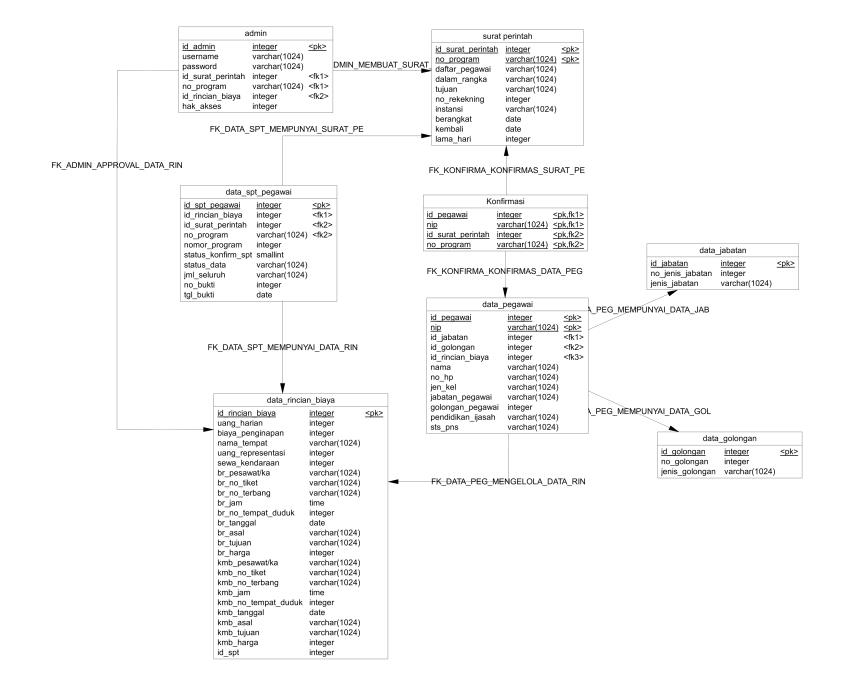 admin
id_admin integer <pk>
username varchar(1024)
password varchar(1024)
id_surat_perintah integer <fk1>
no_program varchar(1024) <fk1>
id_rincian_biaya integer <fk2>
hak_akses integer
DMIN_MEMBUAT_SURAT
surat perintah
id_surat_perintah integer <pk>
no_program varchar(1024) <pk>
daftar_pegawai varchar(1024)
dalam_rangka varchar(1024)
tujuan varchar(1024)
no_rekekning integer
instansi varchar(1024)
berangkat date
kembali date
lama_hari integer
FK_DATA_SPT_MEMPUNYAI_SURAT_PE
FK_ADMIN_APPROVAL_DATA_RIN
FK_KONFIRMA_KONFIRMAS_SURAT_PE
data_spt_pegawai
id_spt_pegawai integer <pk>
id_rincian_biaya integer <fk1>
id_surat_perintah integer <fk2>
no_program varchar(1024) <fk2>
nomor_program integer
status_konfirm_spt smallint
status_data varchar(1024)
jml_seluruh varchar(1024)
no_bukti integer
tgl_bukti date
Konfirmasi
id_pegawai integer <pk,fk1>
nip varchar(1024) <pk,fk1>
id_surat_perintah integer <pk,fk2>
no_program varchar(1024) <pk,fk2>
FK_KONFIRMA_KONFIRMAS_DATA_PEG
data_jabatan
id_jabatan integer <pk>
no_jenis_jabatan integer
jenis_jabatan varchar(1024)
A_PEG_MEMPUNYAI_DATA_JAB
data_pegawai
id_pegawai integer <pk>
nip varchar(1024) <pk>
id_jabatan integer <fk1>
id_golongan integer <fk2>
id_rincian_biaya integer <fk3>
nama varchar(1024)
no_hp varchar(1024)
jen_kel varchar(1024)
jabatan_pegawai varchar(1024)
golongan_pegawai integer
pendidikan_ijasah varchar(1024)
sts_pns varchar(1024)
FK_DATA_SPT_MEMPUNYAI_DATA_RIN
A_PEG_MEMPUNYAI_DATA_GOL
data_golongan
id_golongan integer <pk>
no_golongan integer
jenis_golongan varchar(1024)
FK_DATA_PEG_MENGELOLA_DATA_RIN
data_rincian_biaya
id_rincian_biaya integer <pk>
uang_harian integer
biaya_penginapan integer
nama_tempat varchar(1024)
uang_representasi integer
sewa_kendaraan integer
br_pesawat/ka varchar(1024)
br_no_tiket varchar(1024)
br_no_terbang varchar(1024)
br_jam time
br_no_tempat_duduk integer
br_tanggal date
br_asal varchar(1024)
br_tujuan varchar(1024)
br_harga integer
kmb_pesawat/ka varchar(1024)
kmb_no_tiket varchar(1024)
kmb_no_terbang varchar(1024)
kmb_jam time
kmb_no_tempat_duduk integer
kmb_tanggal date
kmb_asal varchar(1024)
kmb_tujuan varchar(1024)
kmb_harga integer
id_spt integer